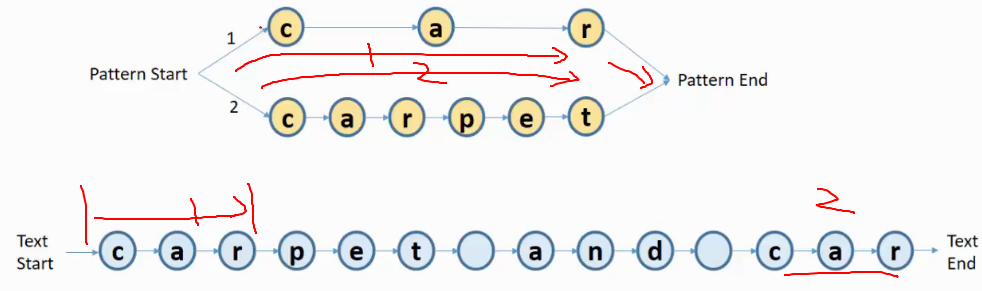 1 c a r
1
Pattern Start 2 Pattern End
2 c a r p e t
1 2
Text Start c a r p e t a n d c a r Text End